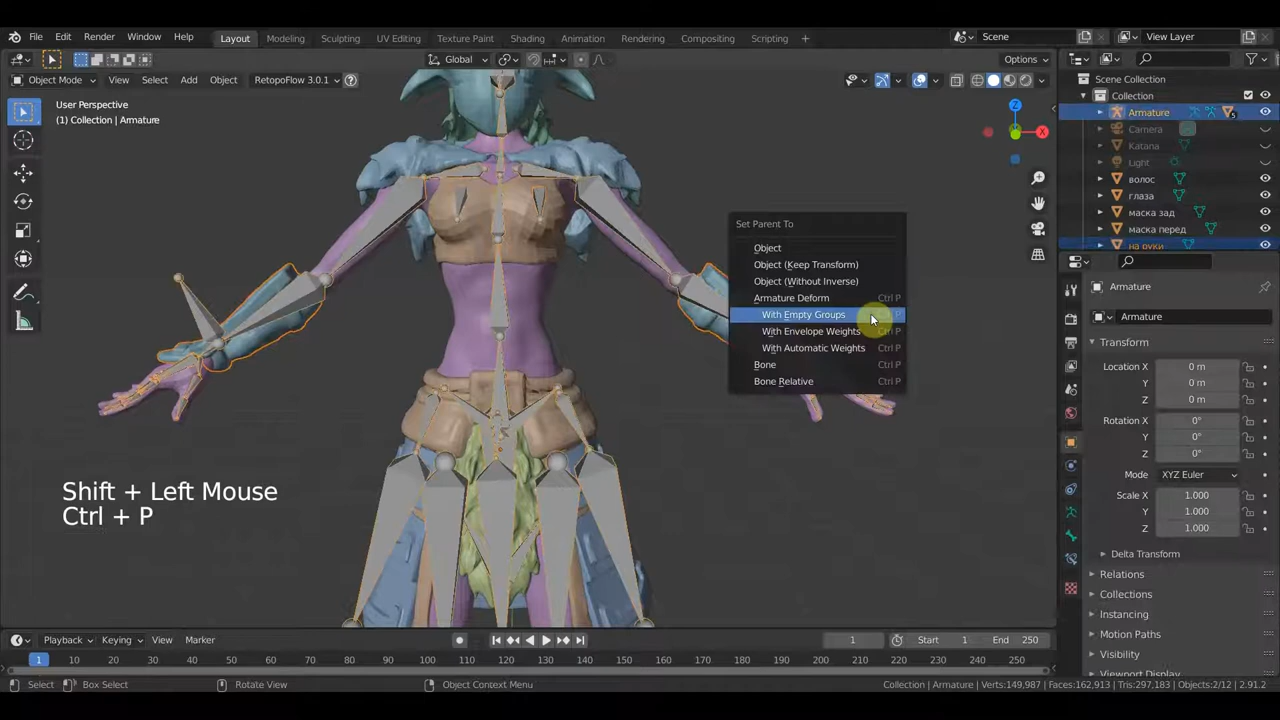 File Edit Render Window Help Layout Modeling Sculpting UV Editing Texture Paint Shading Animation Rendering Compositing Scripting + Scene View Layer
Global Options
Object Mode View Select Add Object RetopoFlow 3.0.1
User Perspective
(1) Collection | Armature
Scene Collection
Collection
Armature
Camera
Katana
Light
волос
глаза
маска зад
маска перед
на руки
Set Parent To
Object
Object (Keep Transform)
Object (Without Inverse)
Armature Deform Ctrl P
With Empty Groups Ctrl P
With Envelope Weights Ctrl P
With Automatic Weights Ctrl P
Bone Ctrl P
Bone Relative Ctrl P
Z
X
Armature
Armature
Transform
Location X 0 m
Y 0 m
Z 0 m
Rotation X 0°
Y 0°
Z 0°
Mode XYZ Euler
Scale X 1.000
Y 1.000
Z 1.000
Delta Transform
Relations
Collections
Instancing
Motion Paths
Visibility
Viewport Display
Shift + Left Mouse
Ctrl + P
Playback Keying View Marker 1 Start 1 End 250
1 10 20 30 40 50 60 70 80 90 100 110 120 130 140 150 160 170 180 190 200 210 220 230 240 250
Select Box Select Rotate View Object Context Menu Collection | Armature | Verts:149,987 | Faces:162,913 | Tris:297,183 | Objects:2/12 | 2.91.2